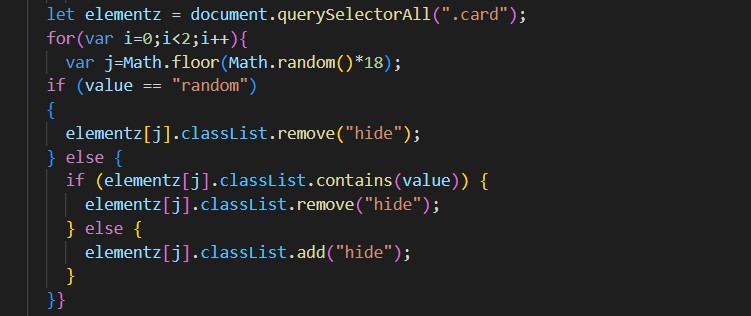 let elementz = document.querySelectorAll(".card");
for(var i=0;i<2;i++){
var j=Math.floor(Math.random()*18);
if (value == "random")
{
elementz[j].classList.remove("hide");
} else {
if (elementz[j].classList.contains(value)) {
elementz[j].classList.remove("hide");
} else {
elementz[j].classList.add("hide");
}
}}